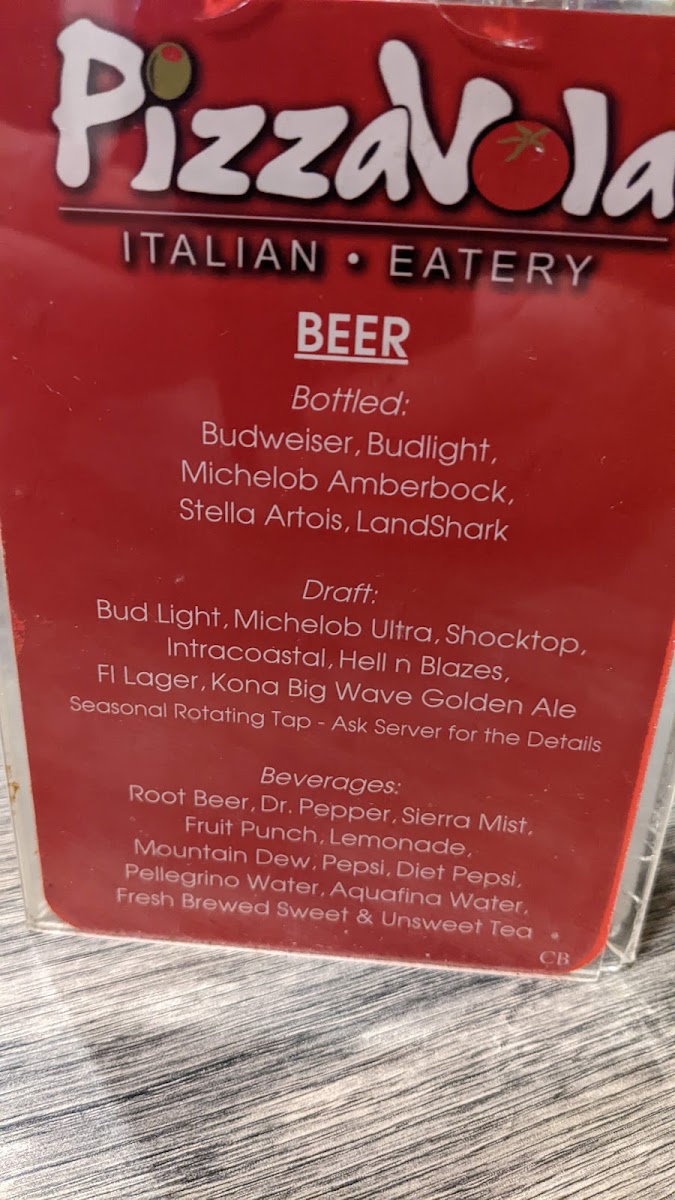 PizzaVola
ITALIAN • EATERY
BEER
Bottled:
Budweiser, Budlight,
Michelob Amberbock,
Stella Artois, LandShark
Draft:
Bud Light, Michelob Ultra, Shocktop,
Intracoastal, Hell n Blazes,
Fl Lager, Kona Big Wave Golden Ale
Seasonal Rotating Tap - Ask Server for the Details
Beverages:
Root Beer, Dr. Pepper, Sierra Mist,
Fruit Punch, Lemonade,
Mountain Dew, Pepsi, Diet Pepsi,
Pellegrino Water, Aquafina Water,
Fresh Brewed Sweet & Unsweet Tea
CB